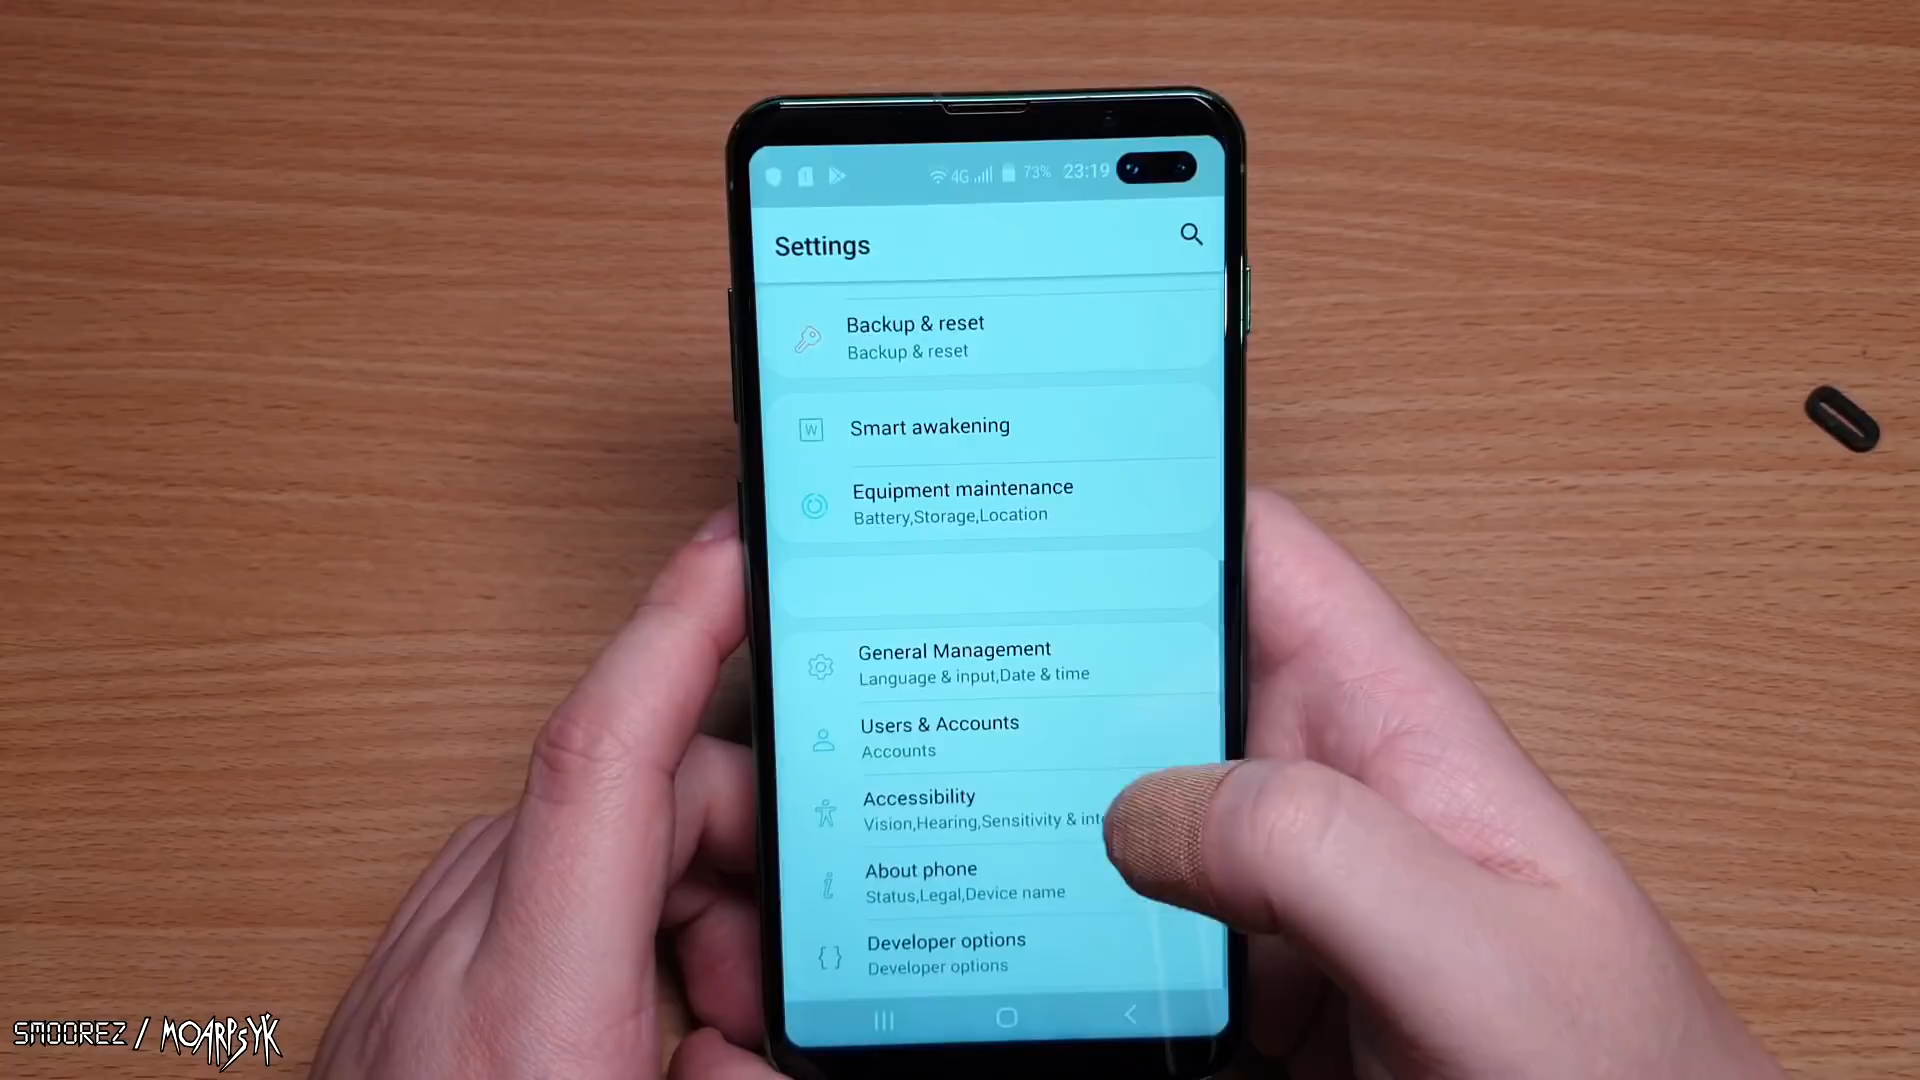 4G 73% 23:19
Settings
Backup & reset
Backup & reset
W
Smart awakening
Equipment maintenance
Battery,Storage,Location
General Management
Language & input,Date & time
Users & Accounts
Accounts
Accessibility
Vision,Hearing,Sensitivity &
About phone
Status,Legal,Device name
Developer options
Developer options
SMOOREZ / MOARPSYK